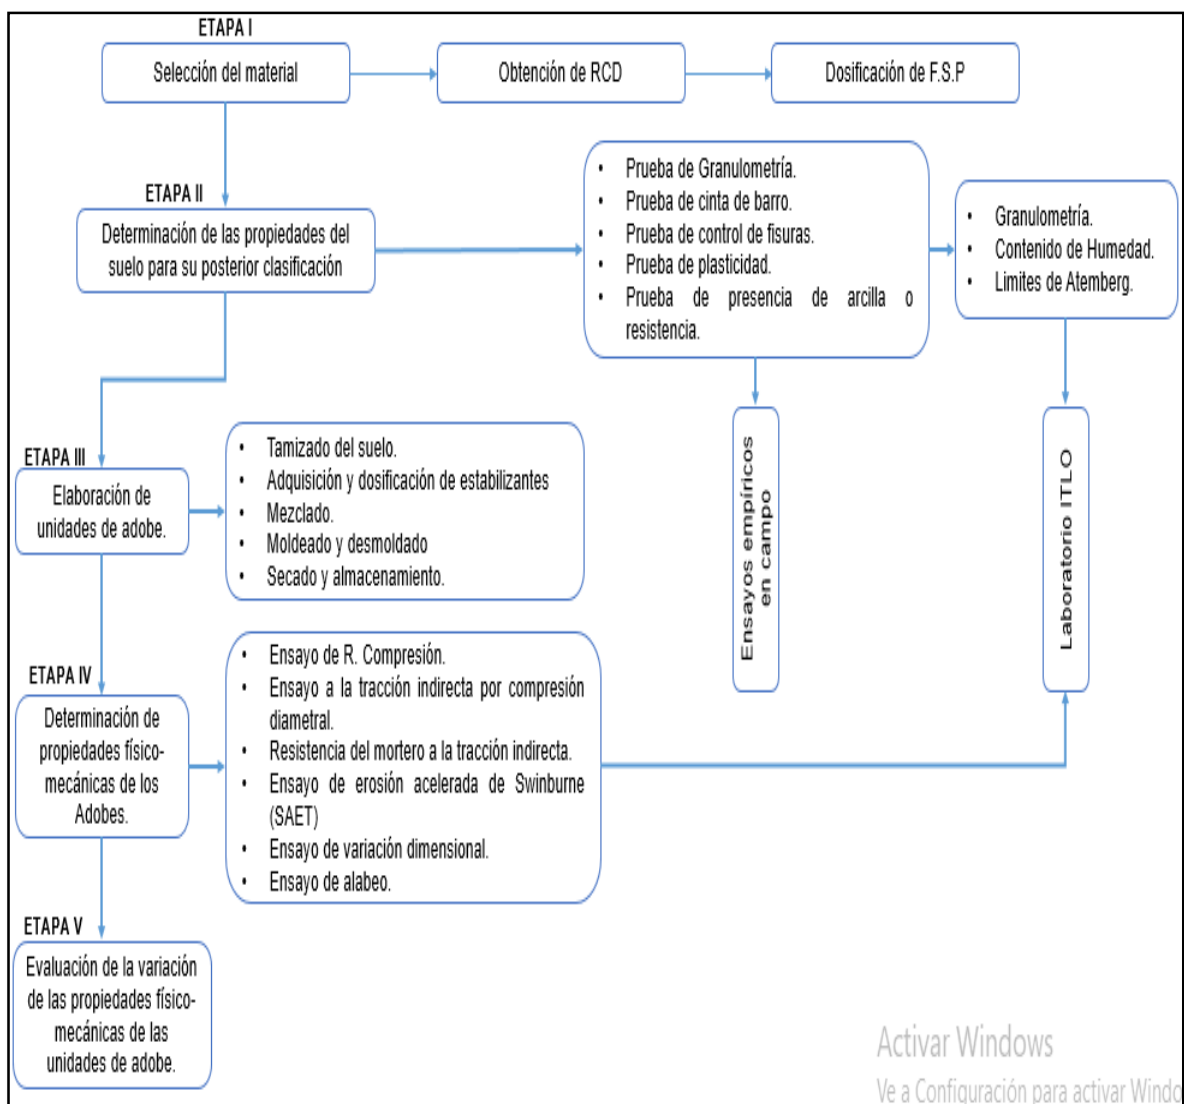 ETAPA I
Selección del material
Obtención de RCD
Dosificación de F.S.P
ETAPA II
Determinación de las propiedades del
suelo para su posterior clasificación
• Prueba de Granulometría.
• Prueba de cinta de barro.
• Prueba de control de fisuras.
• Prueba de plasticidad.
• Prueba de presencia de arcilla o
resistencia.
• Granulometría.
• Contenido de Humedad.
• Limites de Atemberg.
Ensayos empíricos
en campo
Laboratorio ITLO
ETAPA III
Elaboración de
unidades de adobe.
• Tamizado del suelo.
• Adquisición y dosificación de estabilizantes
• Mezclado.
• Moldeado y desmoldado
• Secado y almacenamiento.
ETAPA IV
Determinación de
propiedades físico-
mecánicas de los
Adobes.
• Ensayo de R. Compresión.
• Ensayo a la tracción indirecta por compresión
diametral.
• Resistencia del mortero a la tracción indirecta.
• Ensayo de erosión acelerada de Swinburne
(SAET)
• Ensayo de variación dimensional.
• Ensayo de alabeo.
ETAPA V
Evaluación de la variación
de las propiedades físico-
mecánicas de las
unidades de adobe.
Activar Windows
Ve a Configuración para activar Windo